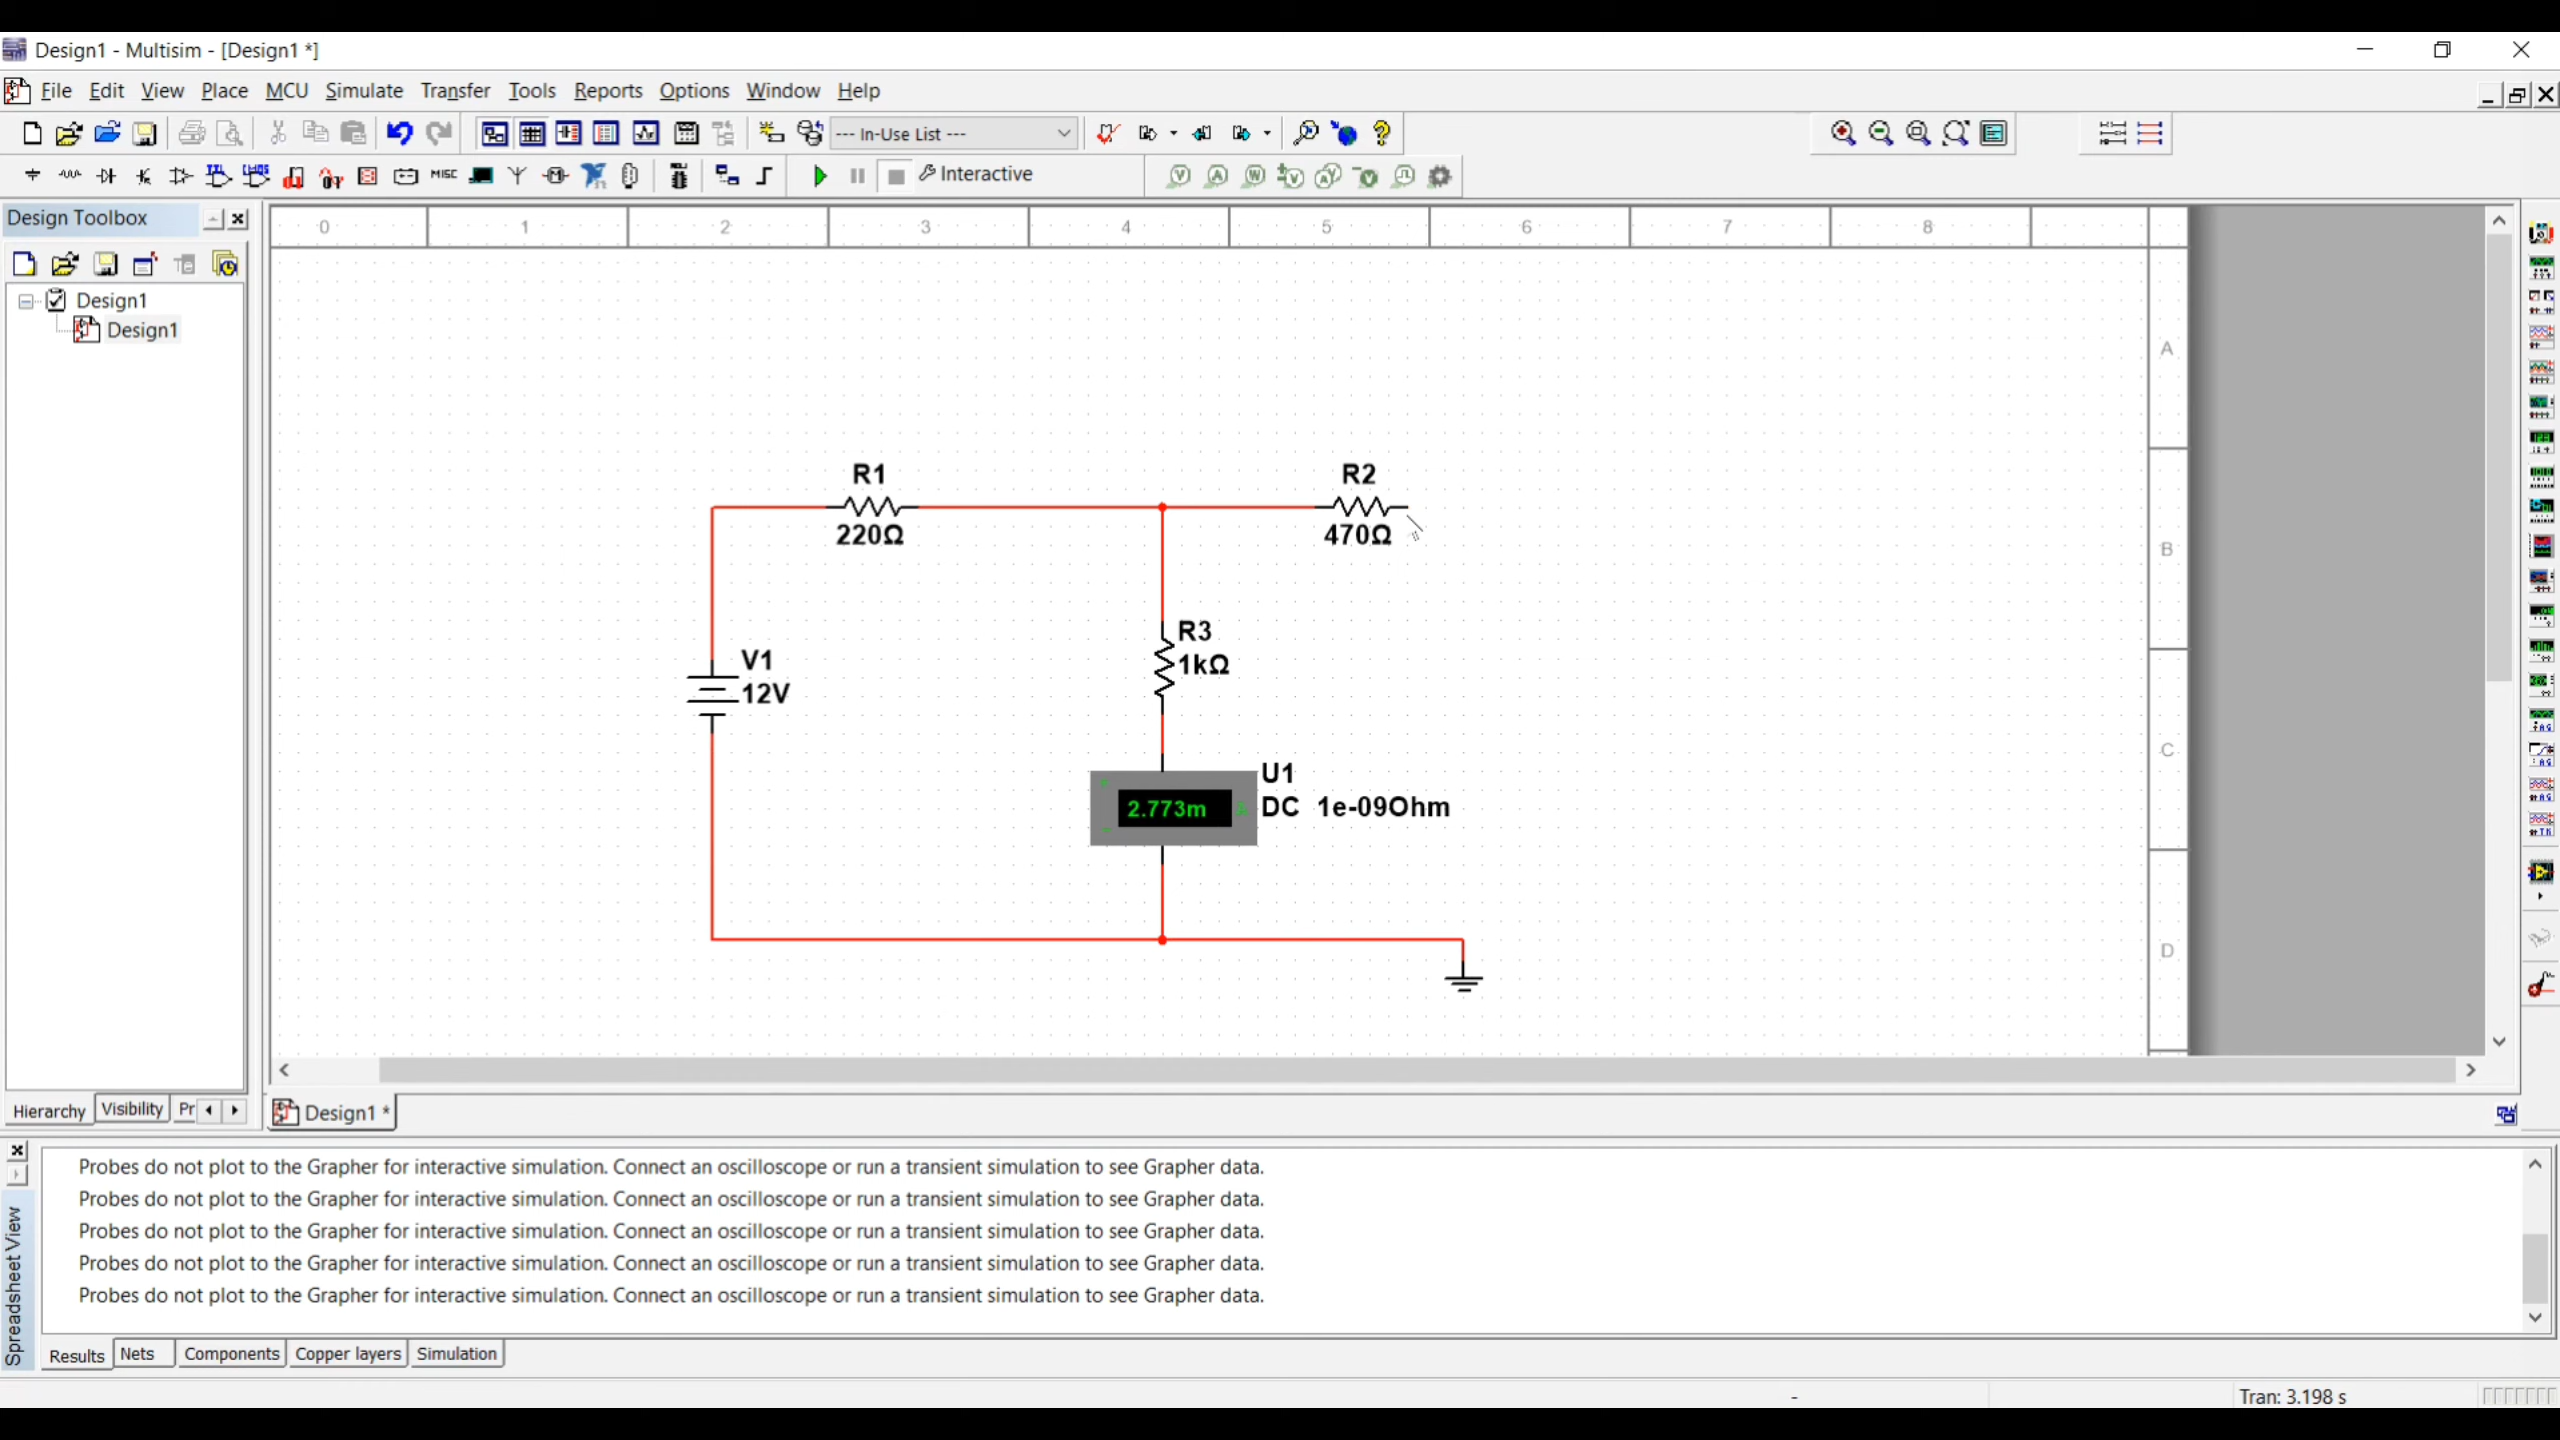 Design1 - Multisim - [Design1 *]
File Edit View Place MCU Simulate Transfer Tools Reports Options Window Help
--- In-Use List ---
MISC Interactive
Design Toolbox
0 1 2 3 4 5 6 7 8
Design1
Design1
A
R1 R2
220Ω 470Ω
B
R3
1kΩ
V1
12V
C
U1
2.773m DC 1e-09Ohm
D
Hierarchy Visibility Pr
Design1 *
Probes do not plot to the Grapher for interactive simulation. Connect an oscilloscope or run a transient simulation to see Grapher data.
Probes do not plot to the Grapher for interactive simulation. Connect an oscilloscope or run a transient simulation to see Grapher data.
Probes do not plot to the Grapher for interactive simulation. Connect an oscilloscope or run a transient simulation to see Grapher data.
Probes do not plot to the Grapher for interactive simulation. Connect an oscilloscope or run a transient simulation to see Grapher data.
Probes do not plot to the Grapher for interactive simulation. Connect an oscilloscope or run a transient simulation to see Grapher data.
Spreadsheet View
Results Nets Components Copper layers Simulation
- Tran: 3.198 s